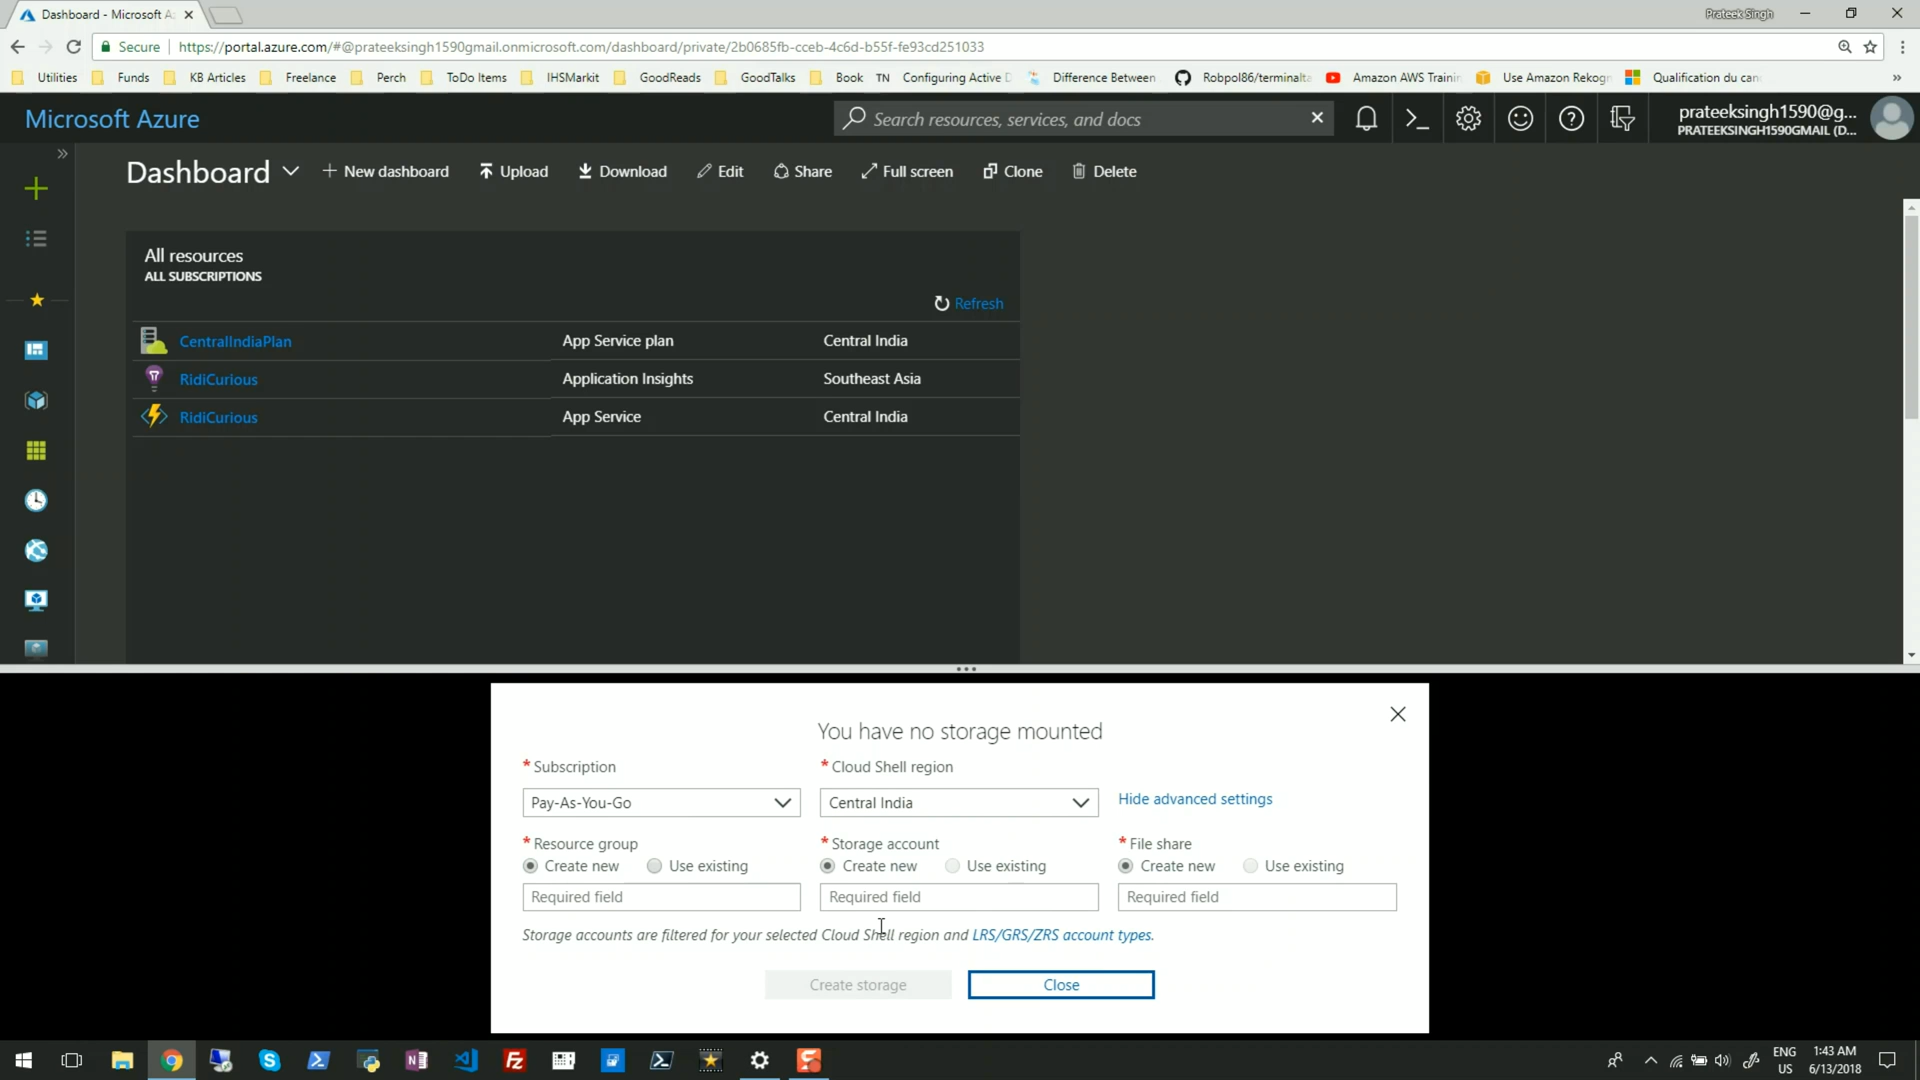 Dashboard - Microsoft A
Prateek Singh
Secure
https://portal.azure.com/#@prateeksingh1590gmail.onmicrosoft.com/dashboard/private/2b0685fb-cceb-4c6d-b55f-fe93cd251033
Utilities Funds KB Articles Freelance Perch ToDo Items IHSMarkit GoodReads GoodTalks Book TN Configuring Active D Difference Between Robpol86/terminalta Amazon AWS Trainin Use Amazon Rekog Qualification du can »
Microsoft Azure
Search resources, services, and docs
prateeksingh1590@g...
PRATEEKSINGH1590GMAIL (D...
Dashboard New dashboard Upload Download Edit Share Full screen Clone Delete
All resources
ALL SUBSCRIPTIONS
Refresh
CentralIndiaPlan App Service plan Central India
RidiCurious Application Insights Southeast Asia
RidiCurious App Service Central India
You have no storage mounted
* Subscription * Cloud Shell region
Pay-As-You-Go Central India Hide advanced settings
* Resource group * Storage account * File share
Create new Use existing Create new Use existing Create new Use existing
Required field Required field Required field
Storage accounts are filtered for your selected Cloud Shell region and LRS/GRS/ZRS account types.
Create storage Close
ENG 1:43 AM
US 6/13/2018